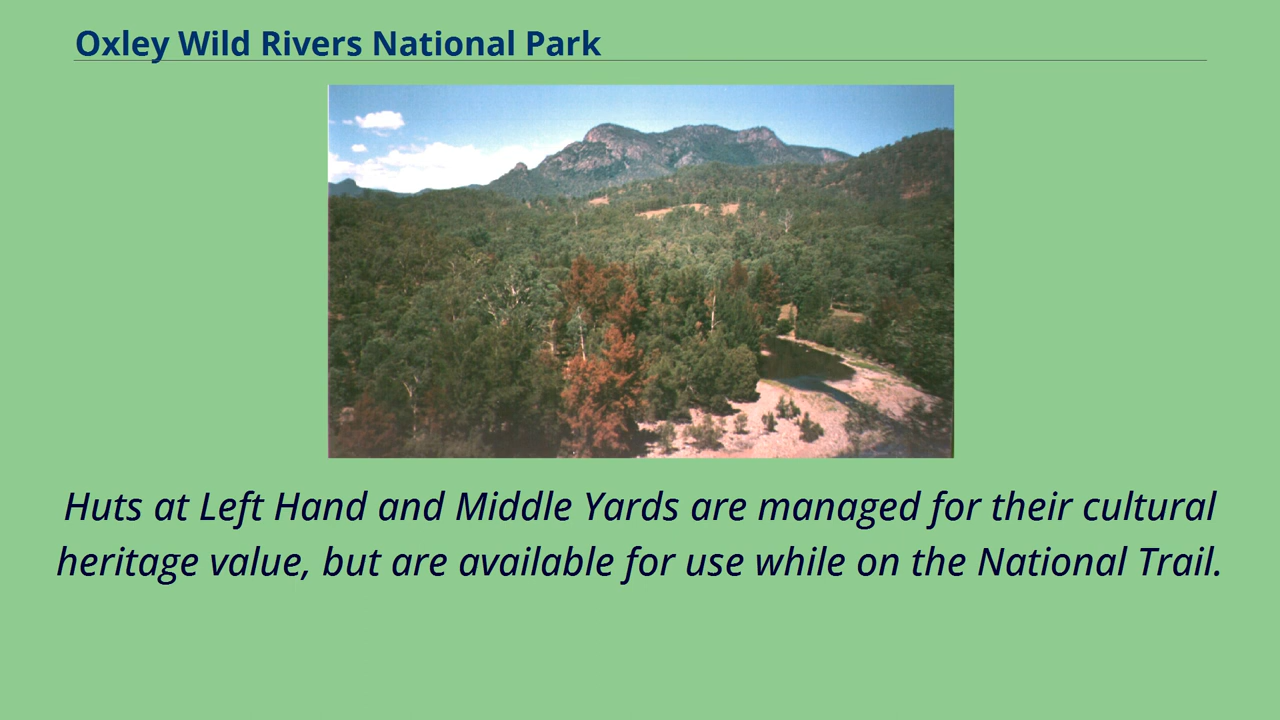 Oxley Wild Rivers National Park
Huts at Left Hand and Middle Yards are managed for their cultural
heritage value, but are available for use while on the National Trail.